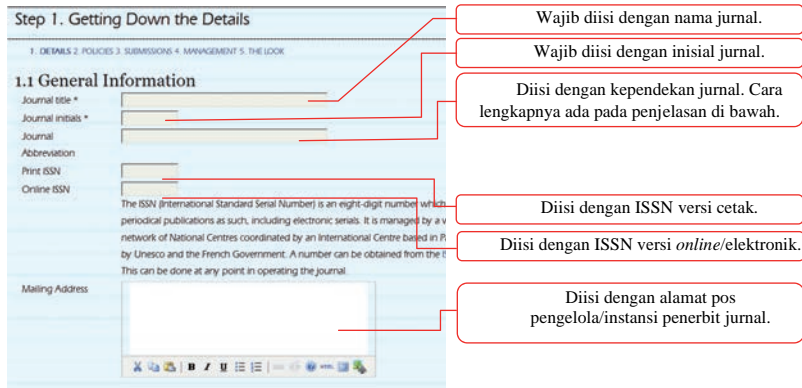 Step 1. Getting Down the Details
1. DETAILS 2. POLICIES 3. SUBMISSIONS 4. MANAGEMENT 5. THE LOOK
1.1 General Information
Journal title *
Journal initials *
Journal
Abbreviation
Print ISSN
Online ISSN
The ISSN (International Standard Serial Number) is an eight-digit number which
periodical publications as such, including electronic serials. It is managed by a
network of National Centres coordinated by an International Centre based in
by Unesco and the French Government. A number can be obtained from the
This can be done at any point in operating the journal.
Mailing Address
B I U
HTML
Wajib diisi dengan nama jurnal.
Wajib diisi dengan inisial jurnal.
Diisi dengan kependekan jurnal. Cara
lengkapnya ada pada penjelasan di bawah.
Diisi dengan ISSN versi cetak.
Diisi dengan ISSN versi online/elektronik.
Diisi dengan alamat pos
pengelola/instansi penerbit jurnal.